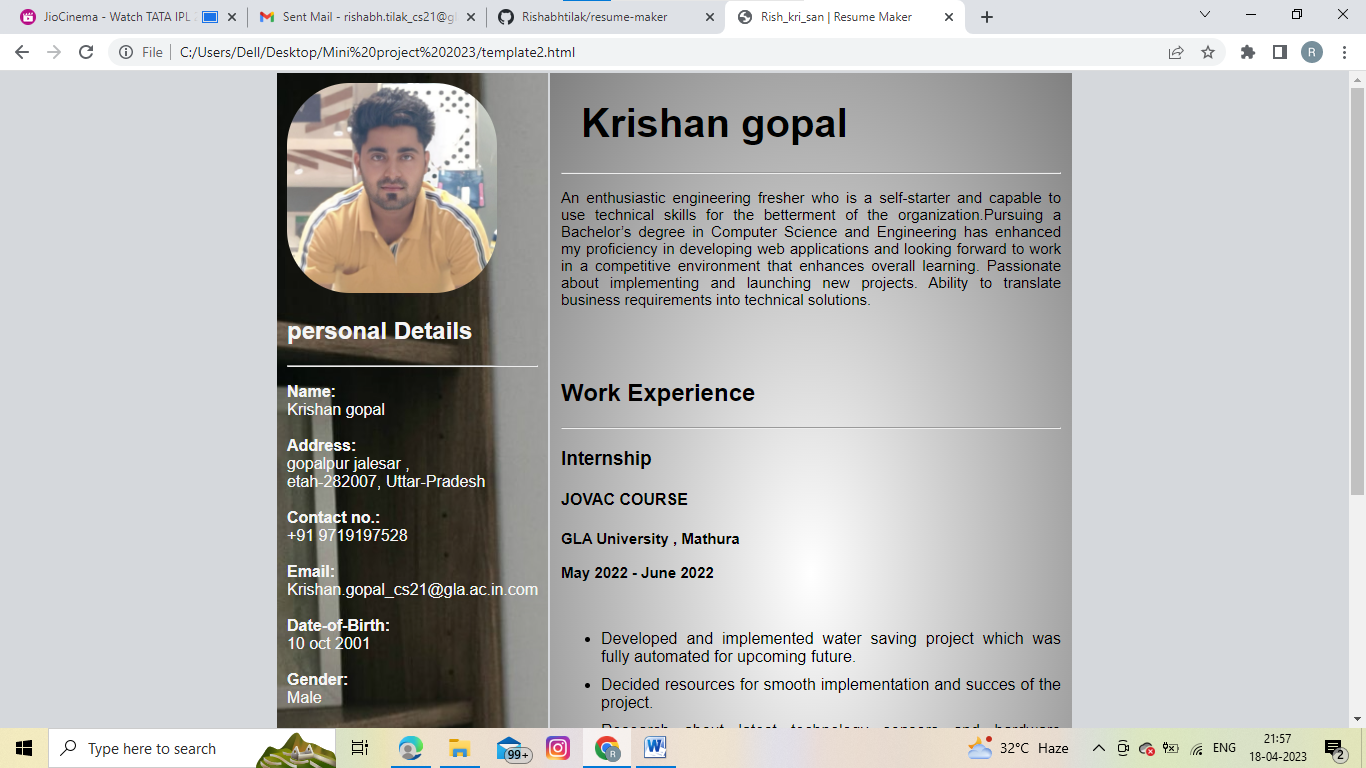 JioCinema - Watch TATA IPL
Sent Mail - rishabh.tilak_cs21@gl
Rishabhtilak/resume-maker
Rish_kri_san | Resume Maker
File
C:/Users/Dell/Desktop/Mini%20project%202023/template2.html
R
Krishan gopal
An enthusiastic engineering fresher who is a self-starter and capable to
use technical skills for the betterment of the organization.Pursuing a
Bachelor’s degree in Computer Science and Engineering has enhanced
my proficiency in developing web applications and looking forward to work
in a competitive environment that enhances overall learning. Passionate
about implementing and launching new projects. Ability to translate
business requirements into technical solutions.
personal Details
Name:
Krishan gopal
Address:
gopalpur jalesar ,
etah-282007, Uttar-Pradesh
Contact no.:
+91 9719197528
Email:
Krishan.gopal_cs21@gla.ac.in.com
Date-of-Birth:
10 oct 2001
Gender:
Male
Work Experience
Internship
JOVAC COURSE
GLA University , Mathura
May 2022 - June 2022
• Developed and implemented water saving project which was
fully automated for upcoming future.
• Decided resources for smooth implementation and succes of the
project.
• Research about latest technology sensors and hardware
Type here to search
99+
R
32°C Haze
ENG
21:57
18-04-2023
2